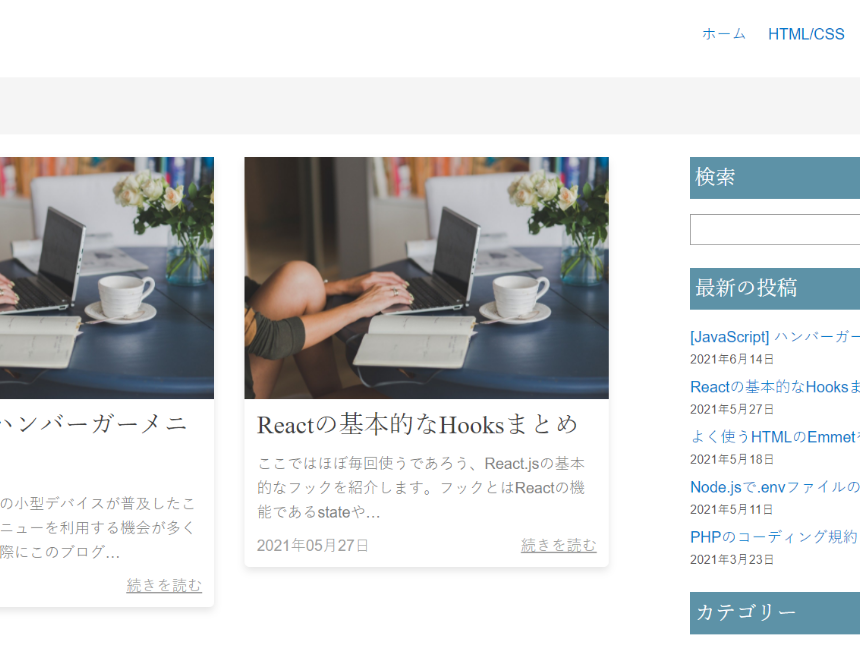 ホーム HTML/CSS
ハンバーガーメニ
の小型デバイスが普及したこ
ニューを利用する機会が多く
際にこのブログ…
続きを読む
Reactの基本的なHooksまとめ
ここではほぼ毎回使うであろう、React.jsの基本
的なフックを紹介します。フックとはReactの機
能であるstateや…
2021年05月27日 続きを読む
検索
最新の投稿
[JavaScript] ハンバーガー
2021年6月14日
Reactの基本的なHooksま
2021年5月27日
よく使うHTMLのEmmetを
2021年5月18日
Node.jsで.envファイルの
2021年5月11日
PHPのコーディング規約
2021年3月23日
カテゴリー